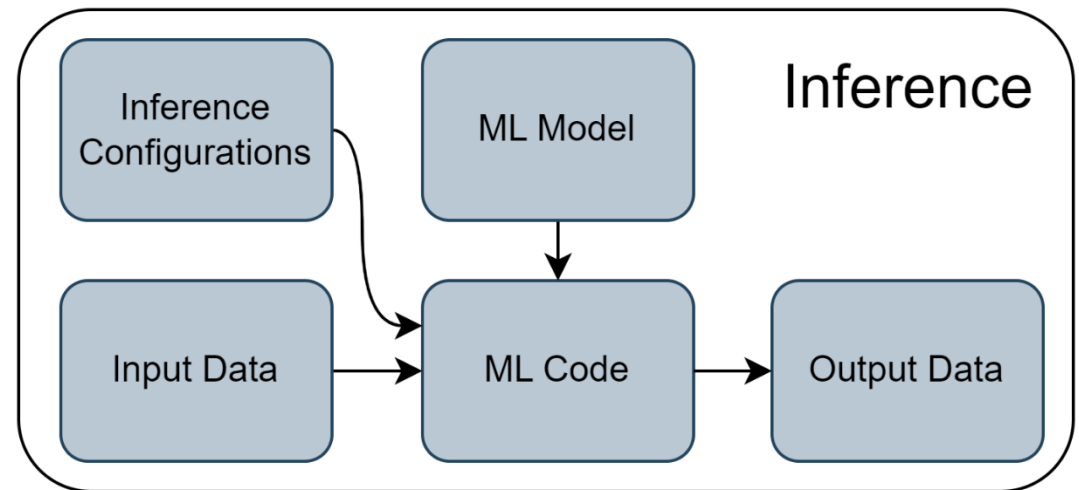 Inference
Configurations
ML Model
Inference
Input Data
ML Code
Output Data